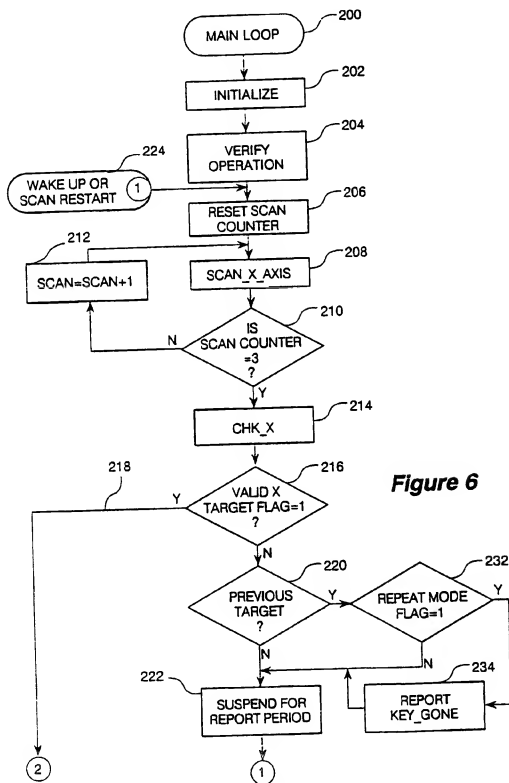 200
MAIN LOOP
202
INITIALIZE
204
VERIFY
OPERATION
224
WAKE UP OR
SCAN RESTART
1
206
RESET SCAN
COUNTER
212
208
SCAN=SCAN+1
SCAN_X_AXIS
210
IS
SCAN COUNTER
=3
?
N
Y
214
CHK_X
216
218
VALID X
TARGET FLAG=1
?
Y
N
Figure 6
220
232
PREVIOUS
TARGET
?
Y
REPEAT MODE
FLAG=1
Y
N
N
222
234
SUSPEND FOR
REPORT PERIOD
REPORT
KEY_GONE
2
1